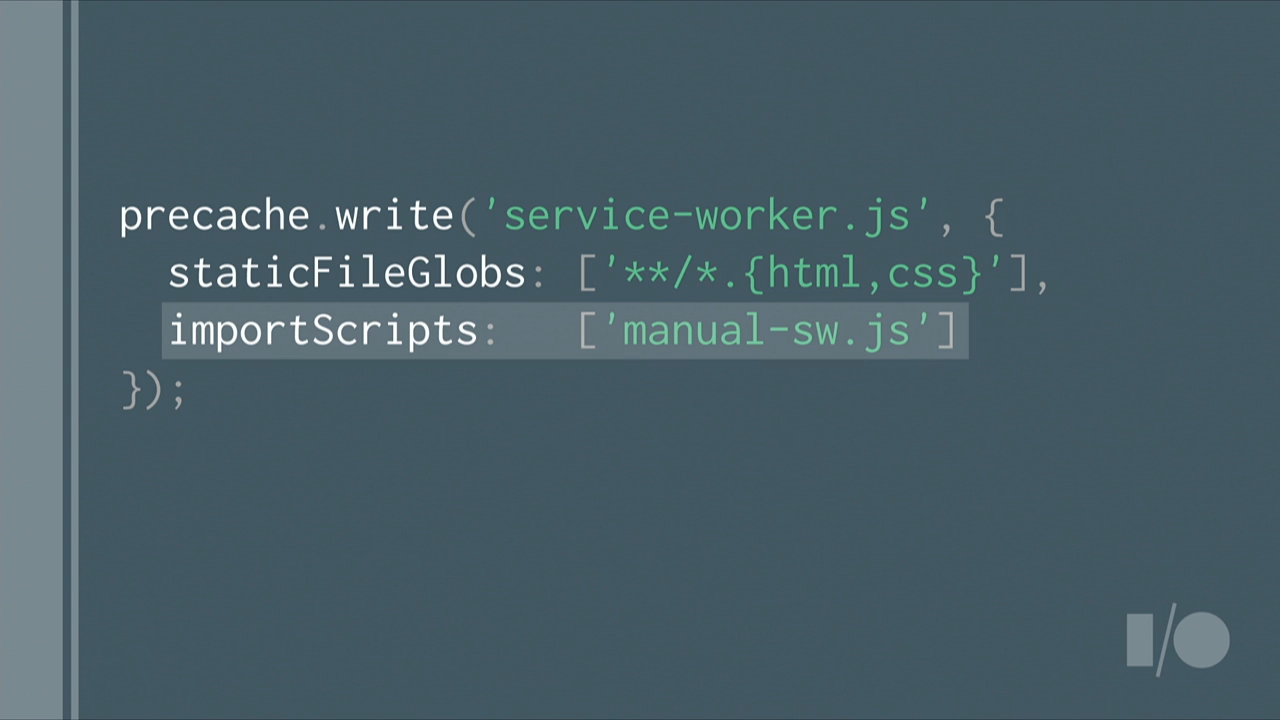 precache.write('service-worker.js', {
  staticFileGlobs: ['**/*.{html,css}'],
  importScripts:   ['manual-sw.js']
});
I/O